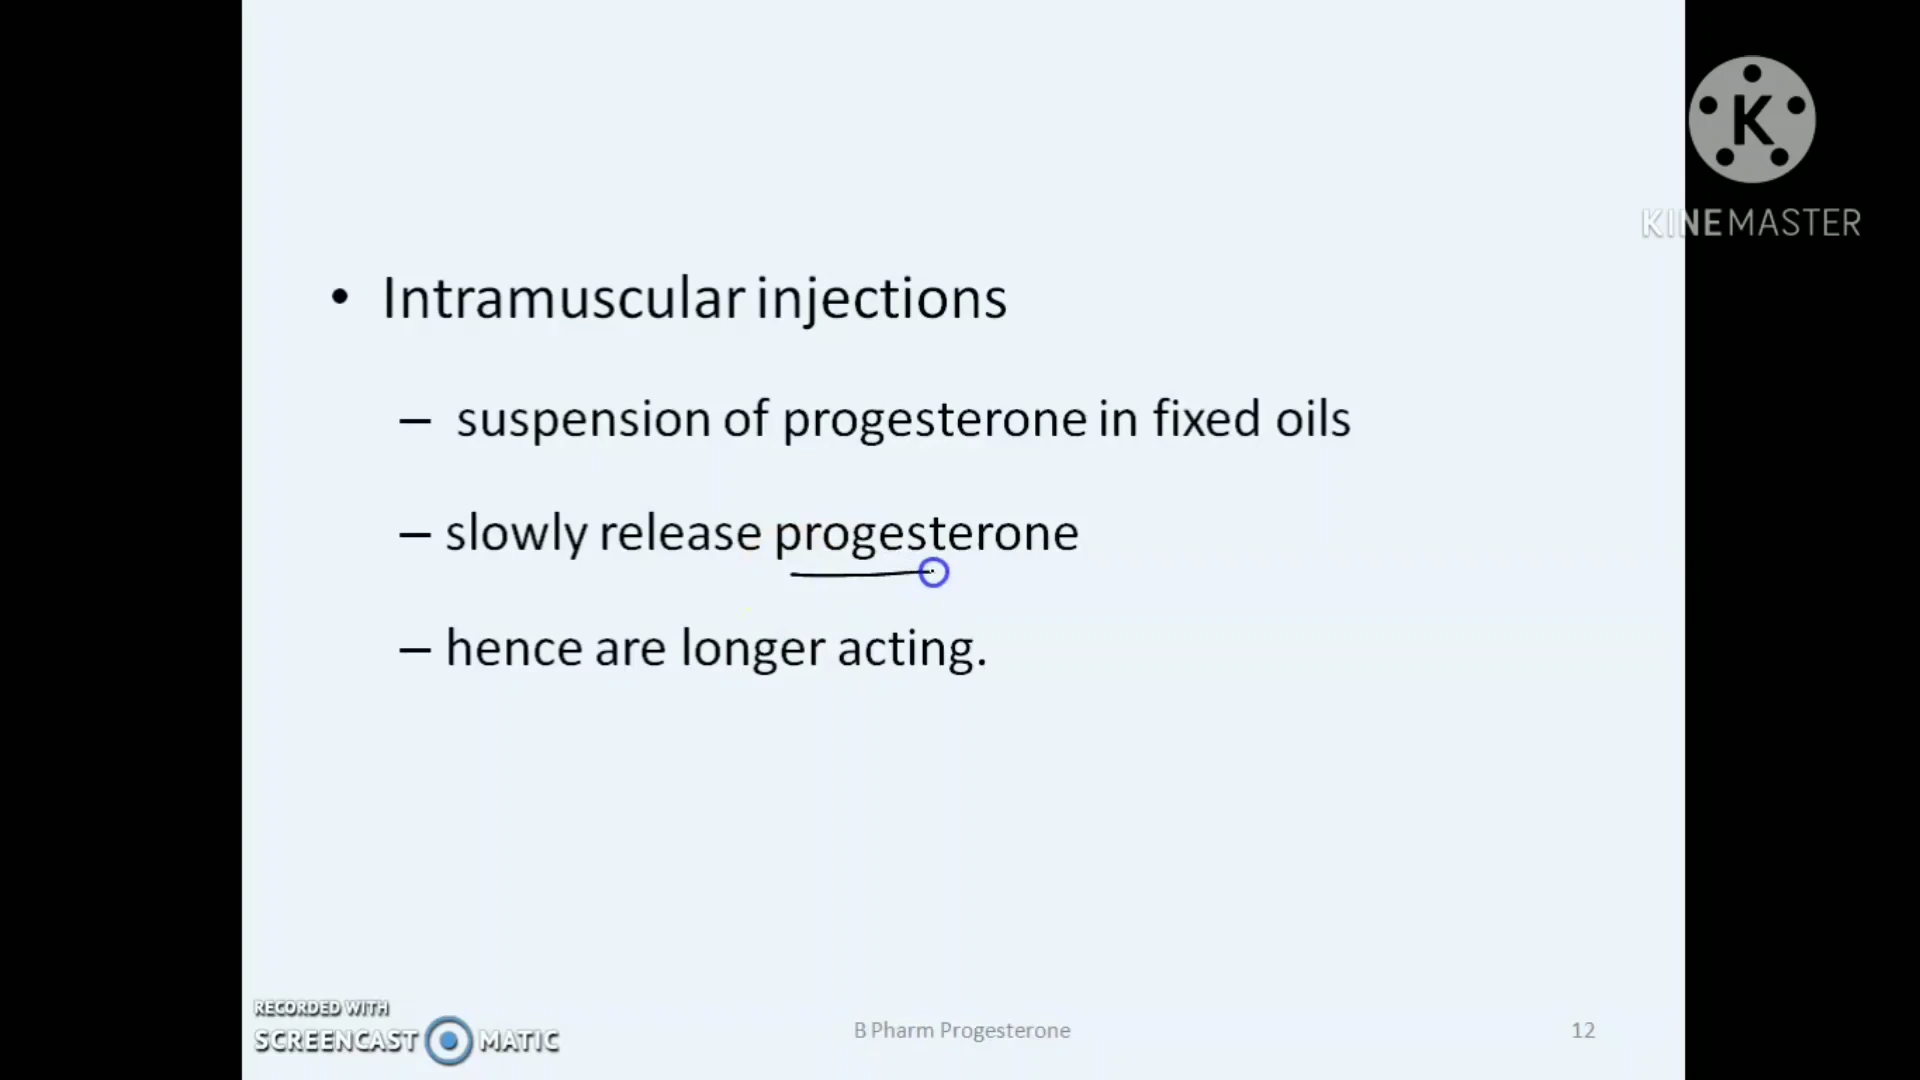 K
KINEMASTER
• Intramuscular injections
– suspension of progesterone in fixed oils
– slowly release progesterone
– hence are longer acting.
RECORDED WITH
SCREENCAST MATIC
B Pharm Progesterone
12